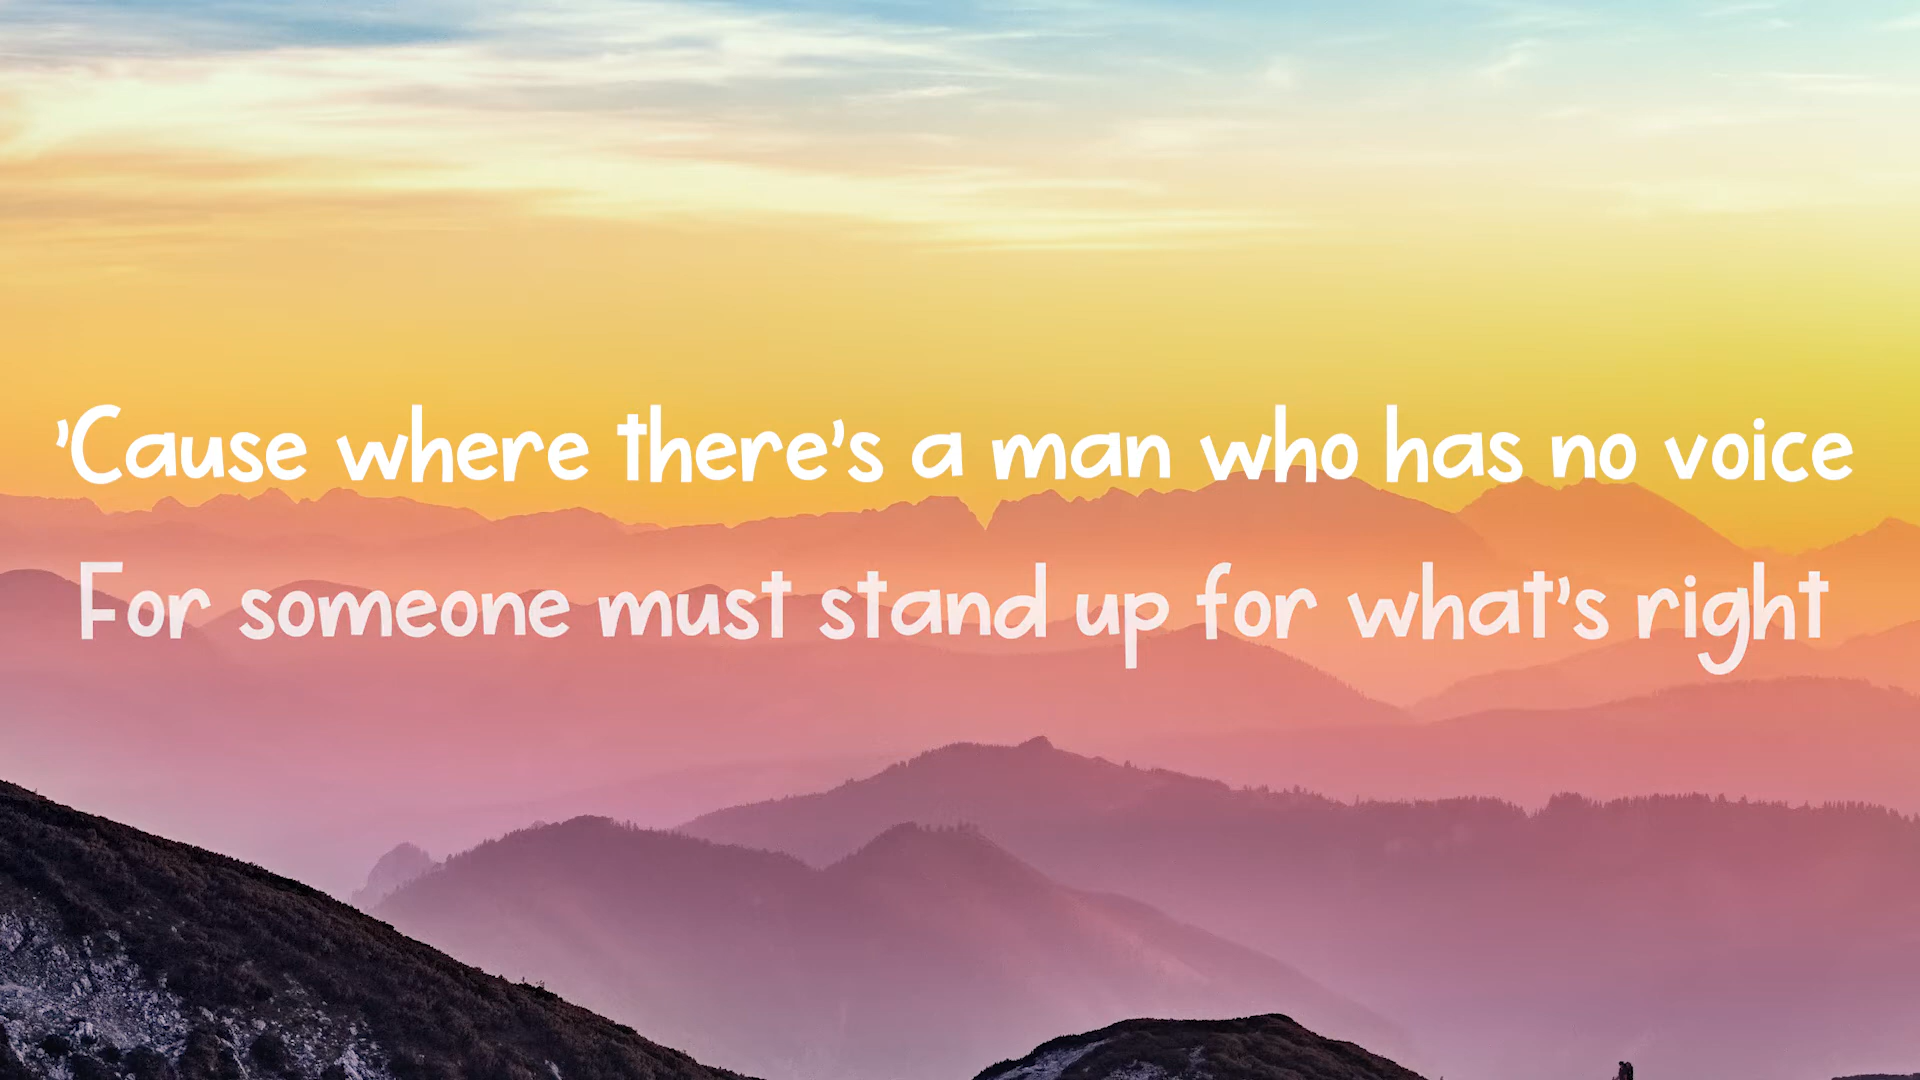 'Cause where there's a man who has no voice
For someone must stand up for what's right